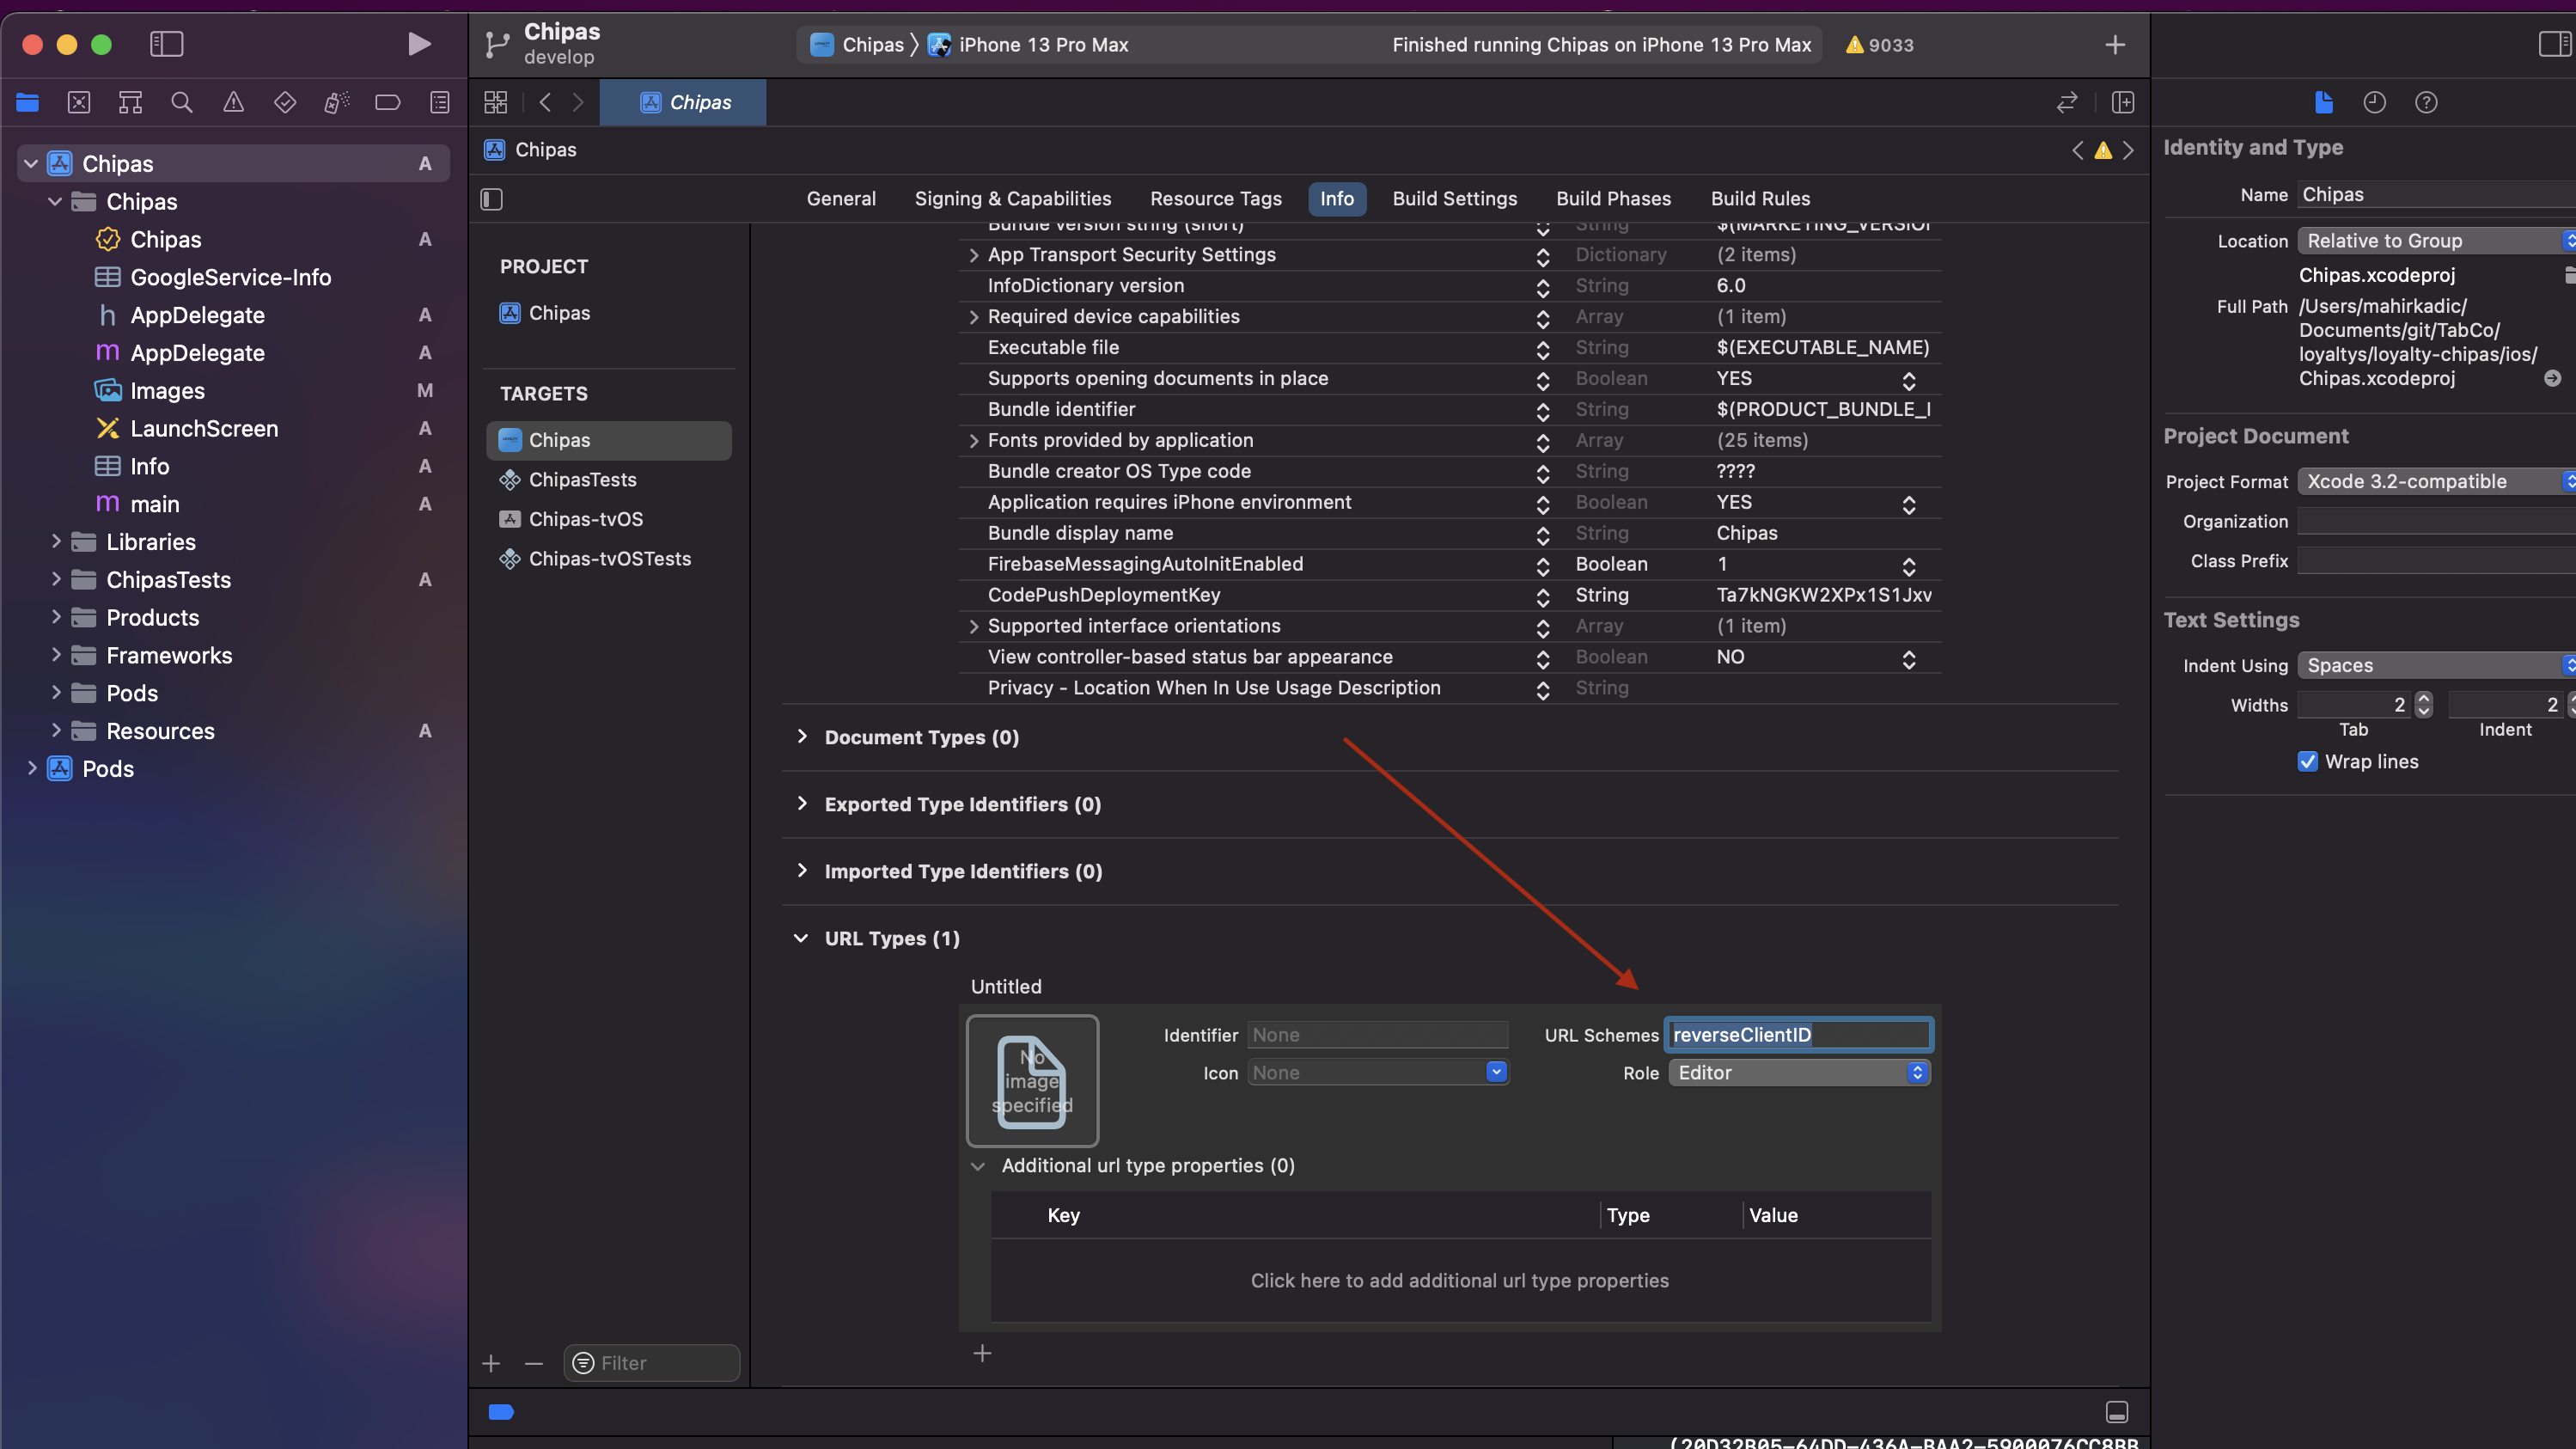 Chipas
develop
Chipas
iPhone 13 Pro Max
Finished running Chipas on iPhone 13 Pro Max
9033
Chipas
Chipas
General
Signing & Capabilities
Resource Tags
Info
Build Settings
Build Phases
Build Rules
Chipas A
Chipas
Chipas A
GoogleService-Info
h AppDelegate A
m AppDelegate A
Images M
LaunchScreen A
Info A
m main A
Libraries
ChipasTests A
Products
Frameworks
Pods
Resources A
Pods
PROJECT
Chipas
TARGETS
Chipas
ChipasTests
Chipas-tvOS
Chipas-tvOSTests
Filter
Bundle version string (short) String $(MARKETING_VERSION
App Transport Security Settings Dictionary (2 items)
InfoDictionary version String 6.0
Required device capabilities Array (1 item)
Executable file String $(EXECUTABLE_NAME)
Supports opening documents in place Boolean YES
Bundle identifier String $(PRODUCT_BUNDLE_I
Fonts provided by application Array (25 items)
Bundle creator OS Type code String ????
Application requires iPhone environment Boolean YES
Bundle display name String Chipas
FirebaseMessagingAutoInitEnabled Boolean 1
CodePushDeploymentKey String Ta7kNGKW2XPx1S1Jxv
Supported interface orientations Array (1 item)
View controller-based status bar appearance Boolean NO
Privacy - Location When In Use Usage Description String
Document Types (0)
Exported Type Identifiers (0)
Imported Type Identifiers (0)
URL Types (1)
Untitled
No
image
specified
Identifier None
URL Schemes reverseClientID
Icon None
Role Editor
Additional url type properties (0)
Key Type Value
Click here to add additional url type properties
(20D32B05-64DD-436A-BAA2-5900076CC8BB
Identity and Type
Name Chipas
Location Relative to Group
Chipas.xcodeproj
Full Path /Users/mahirkadic/
Documents/git/TabCo/
loyaltys/loyalty-chipas/ios/
Chipas.xcodeproj
Project Document
Project Format Xcode 3.2-compatible
Organization
Class Prefix
Text Settings
Indent Using Spaces
Widths 2 2
Tab Indent
Wrap lines